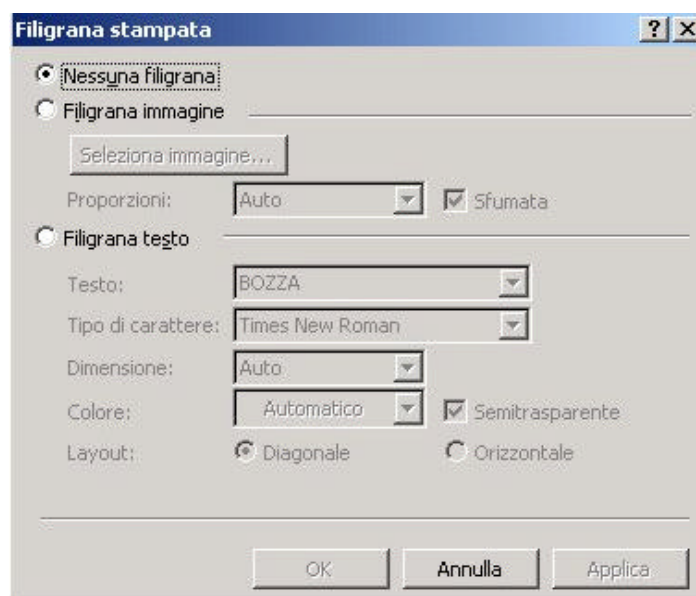 Filigrana stampata
Nessuna filigrana
Filigrana immagine
Seleziona immagine...
Proporzioni: Auto Sfumata
Filigrana testo
Testo: BOZZA
Tipo di carattere: Times New Roman
Dimensione: Auto
Colore: Automatico Semitrasparente
Layout: Diagonale Orizzontale
OK Annulla Applica